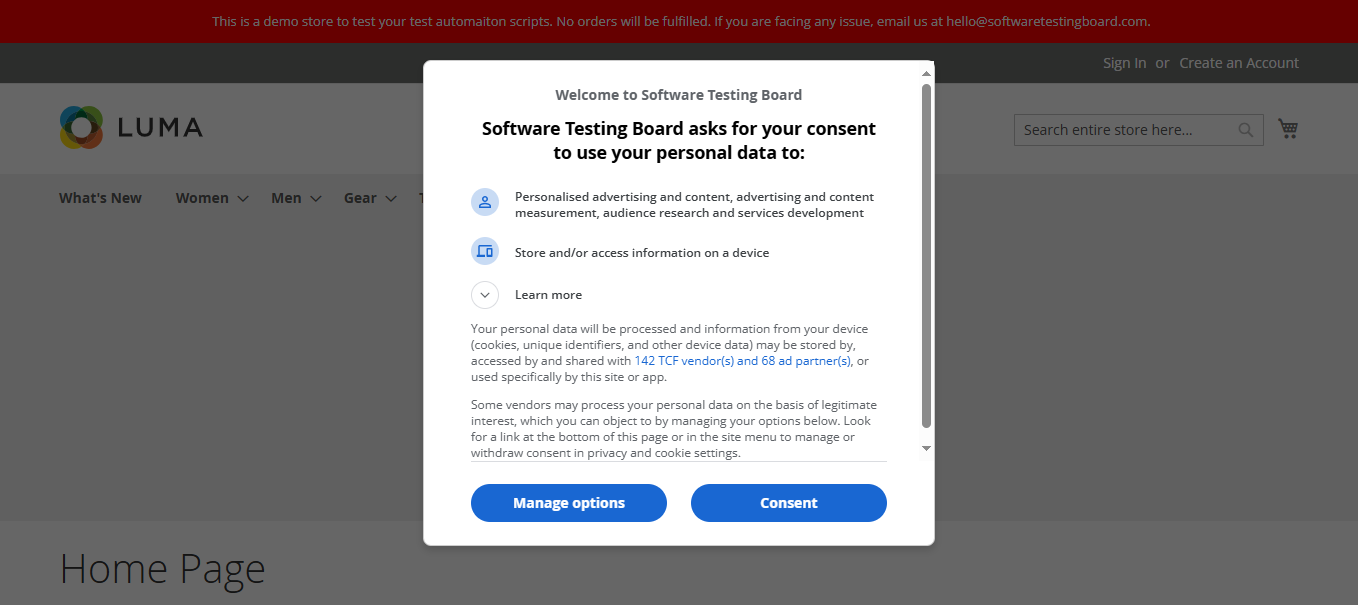 This is a demo store to test your test automaiton scripts. No orders will be fulfilled. If you are facing any issue, email us at hello@softwaretestingboard.com.
Sign In or Create an Account
LUMA
Search entire store here...
What's New Women Men Gear
Welcome to Software Testing Board
Software Testing Board asks for your consent
to use your personal data to:
Personalised advertising and content, advertising and content
measurement, audience research and services development
Store and/or access information on a device
Learn more
Your personal data will be processed and information from your device
(cookies, unique identifiers, and other device data) may be stored by,
accessed by and shared with 142 TCF vendor(s) and 68 ad partner(s), or
used specifically by this site or app.
Some vendors may process your personal data on the basis of legitimate
interest, which you can object to by managing your options below. Look
for a link at the bottom of this page or in the site menu to manage or
withdraw consent in privacy and cookie settings.
Manage options Consent
Home Page